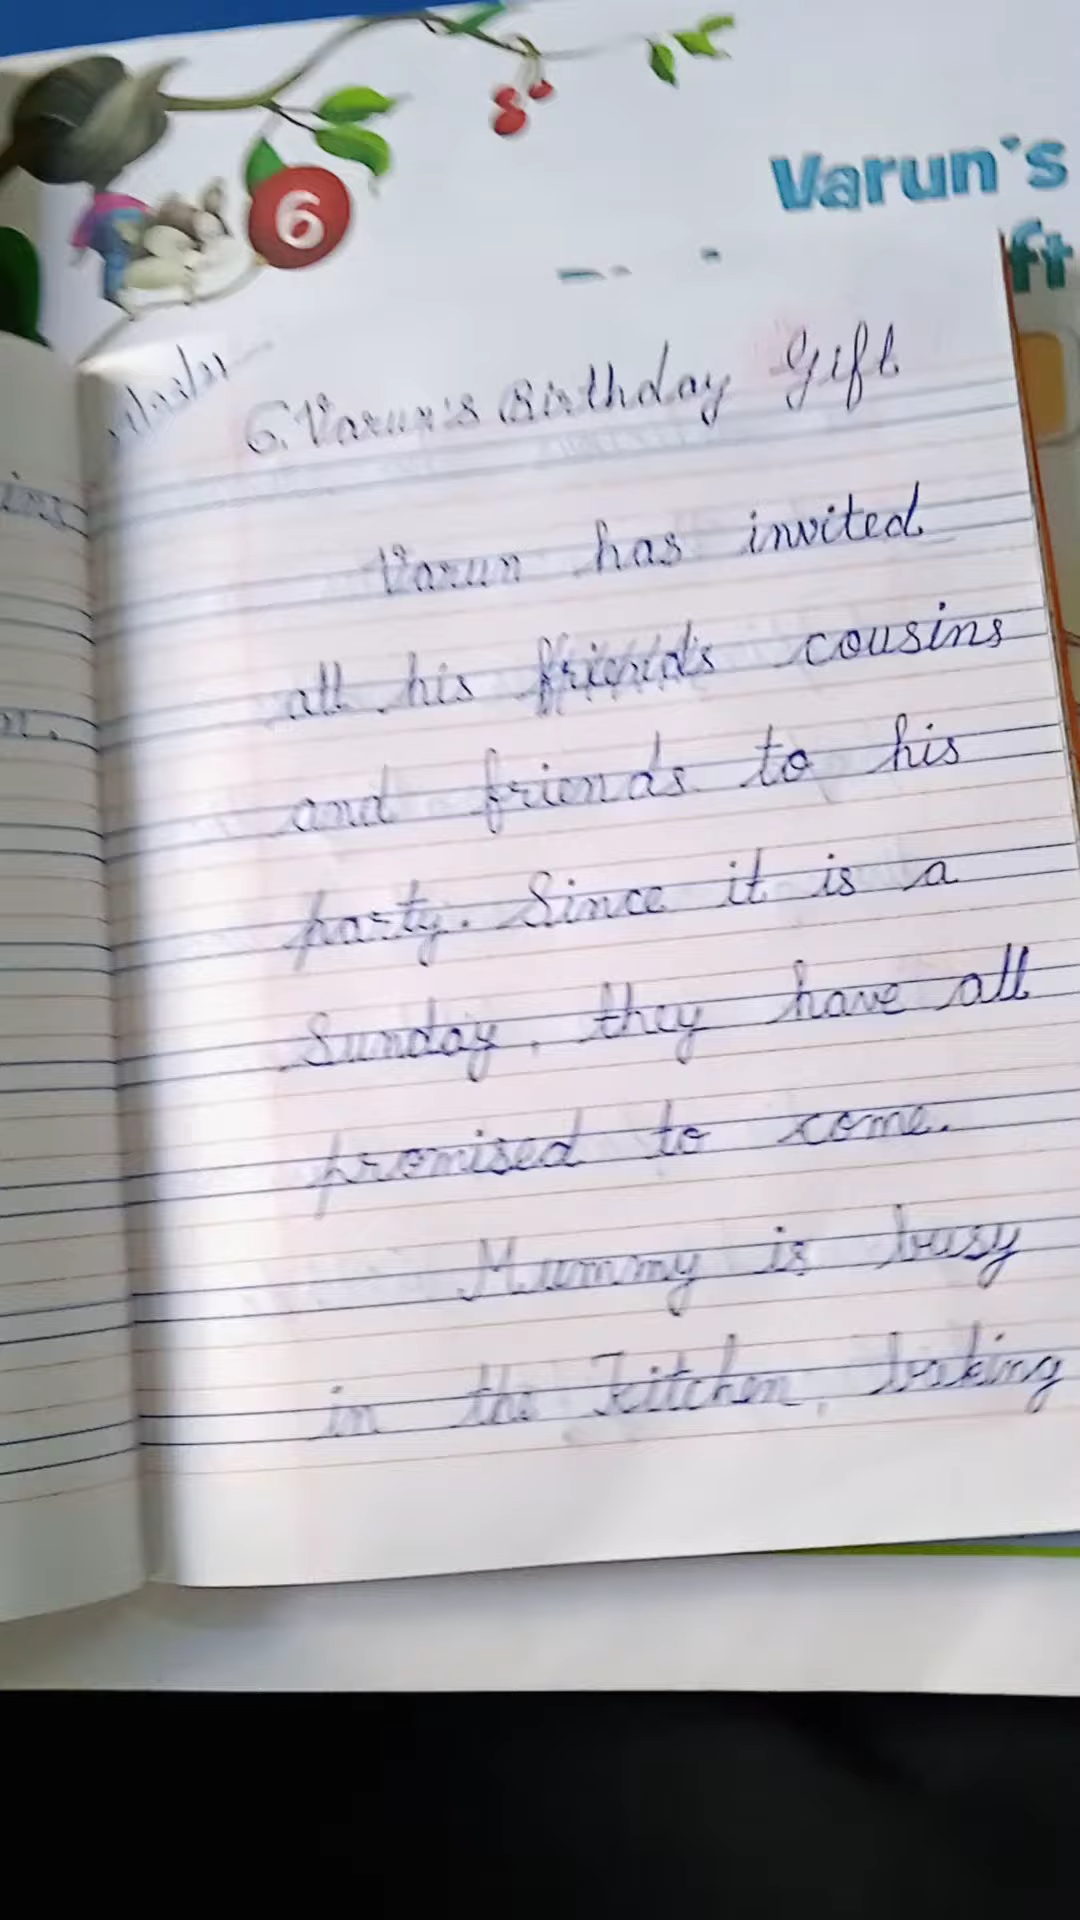 6
Varun's
ft
6. Varun's Birthday Gift
Varun has invited
all his friends cousins
and friends to his
party. Since it is a
Sunday, they have all
promised to come.
Mummy is busy
in the kitchen, baking